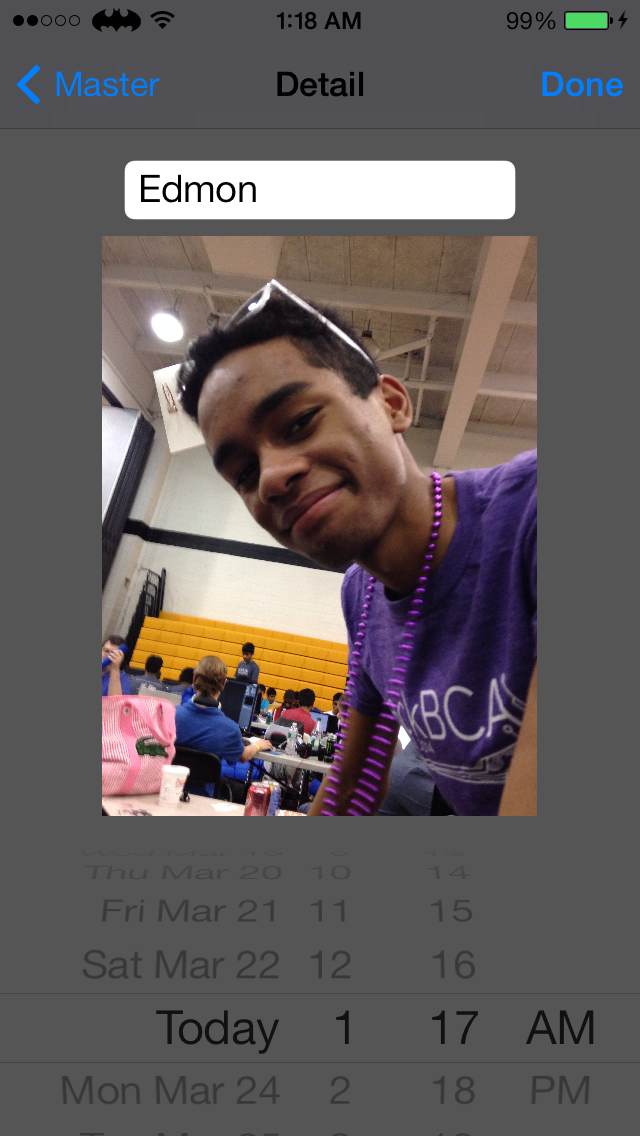 1:18 AM 99%
Master Detail Done
Edmon
kBCA
Thu Mar 20 10 14
Fri Mar 21 11 15
Sat Mar 22 12 16
Today 1 17 AM
Mon Mar 24 2 18 PM